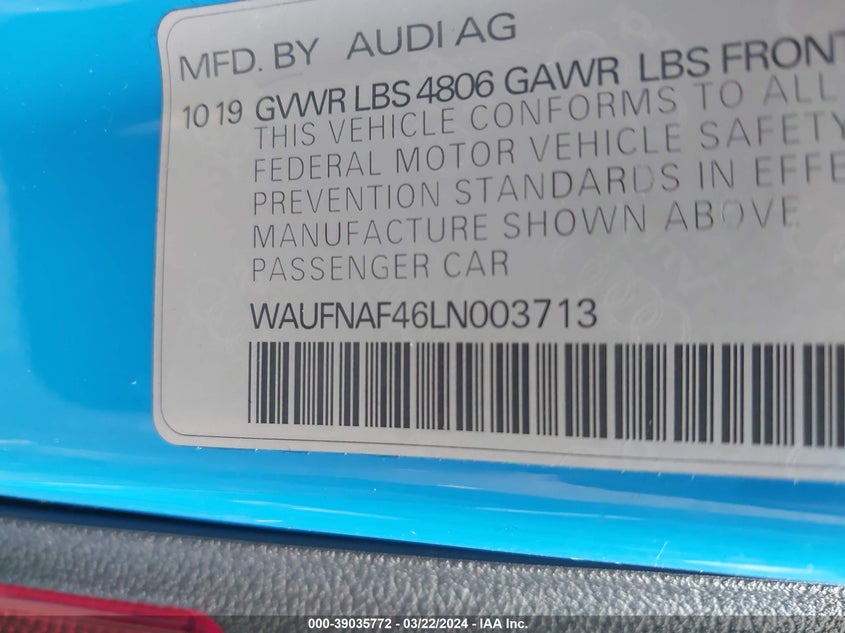 MFD. BY AUDI AG
10 19 GVWR LBS 4806 GAWR LBS FRONT
THIS VEHICLE CONFORMS TO ALL
FEDERAL MOTOR VEHICLE SAFETY
PREVENTION STANDARDS IN EFFE
MANUFACTURE SHOWN ABOVE
PASSENGER CAR
WAUFNAF46LN003713
000-39035772 — 03/22/2024 — IAA Inc.